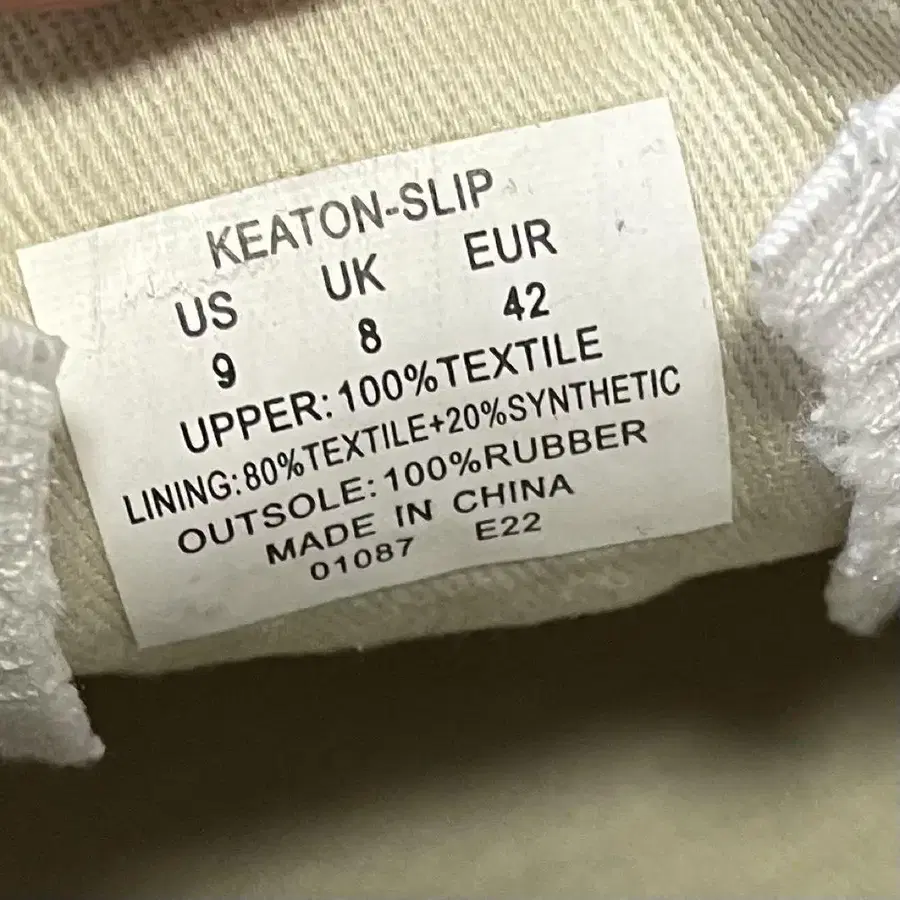 KEATON-SLIP
US UK EUR
9 8 42
UPPER:100%TEXTILE
LINING:80%TEXTILE+20%SYNTHETIC
OUTSOLE:100%RUBBER
MADE IN CHINA
01087 E22